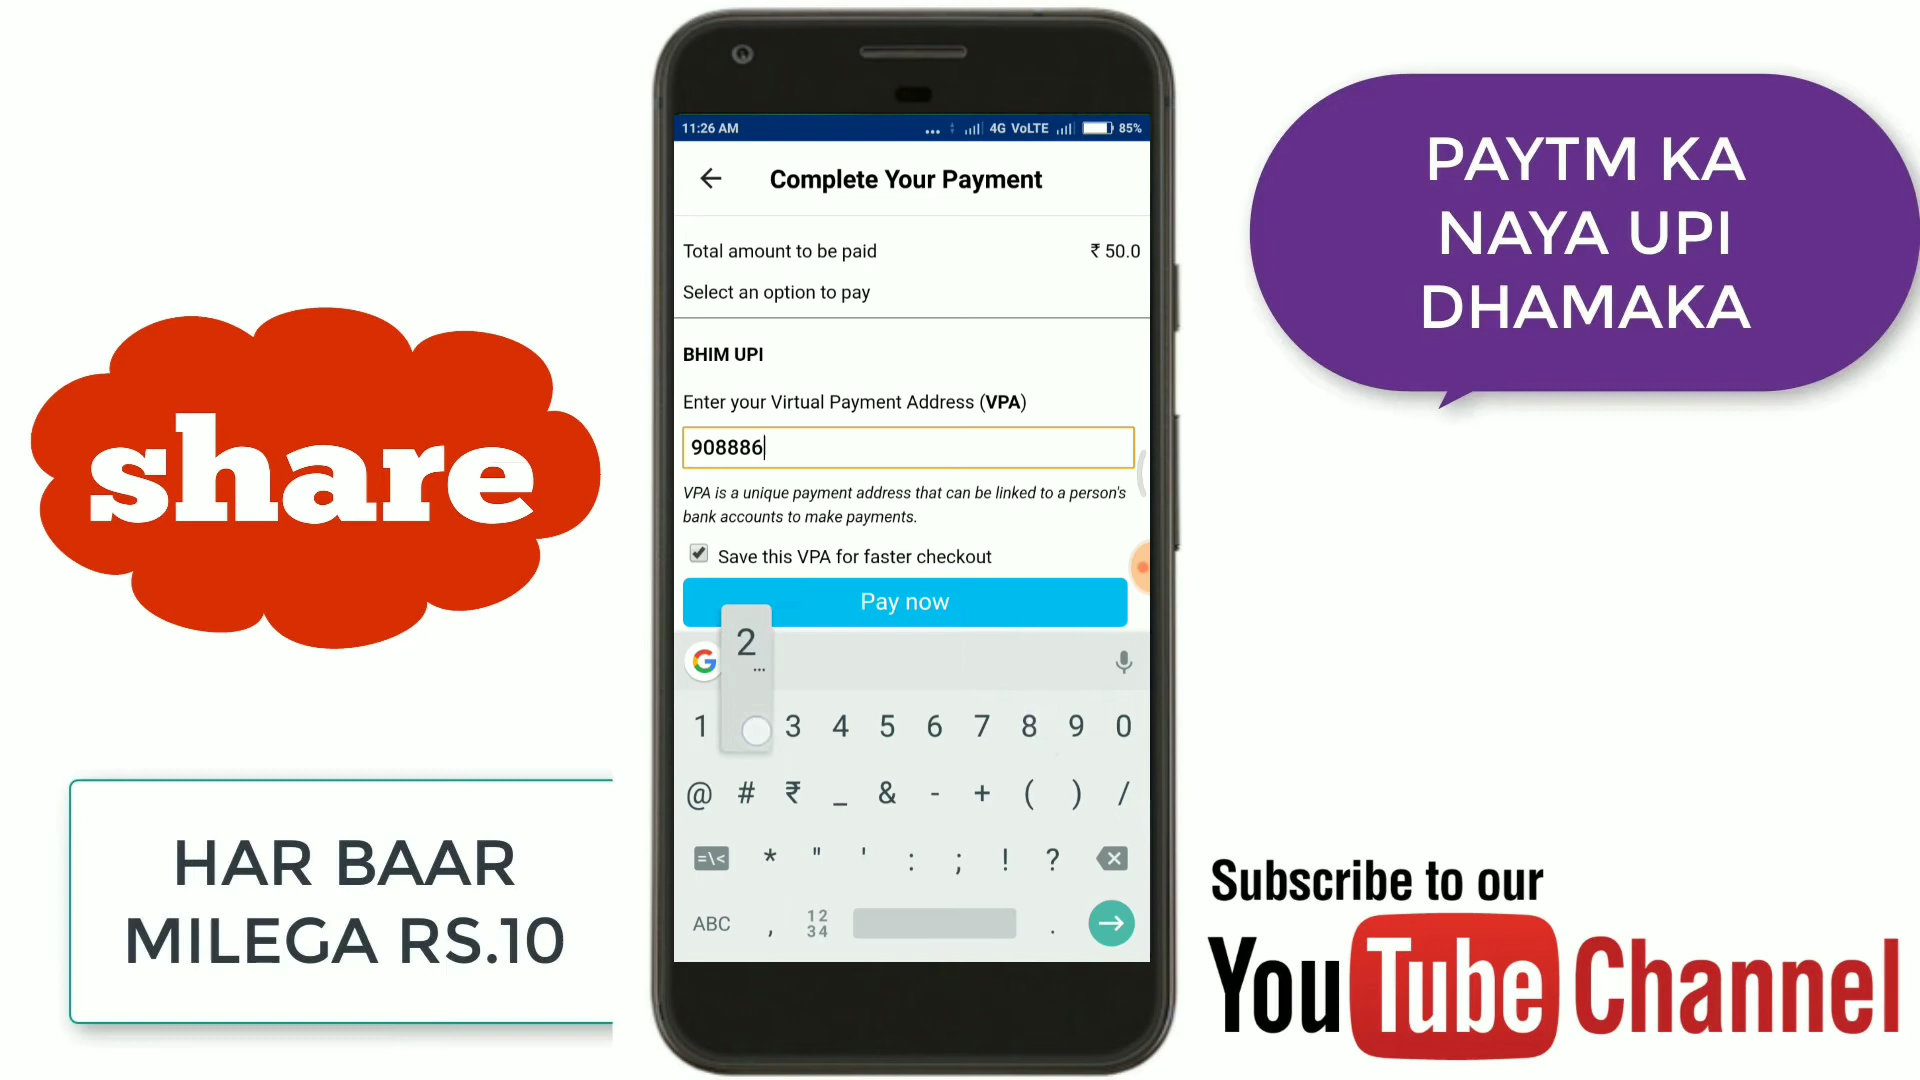 11:26 AM
4G VoLTE
85%
Complete Your Payment
Total amount to be paid
₹ 50.0
Select an option to pay
BHIM UPI
Enter your Virtual Payment Address (VPA)
908886
VPA is a unique payment address that can be linked to a person's
bank accounts to make payments.
Save this VPA for faster checkout
Pay now
2
...
G
1 3 4 5 6 7 8 9 0
@ # ₹ _ & - + ( ) /
=\< * " ' : ; ! ?
ABC , 12 34 .
share
HAR BAAR
MILEGA RS.10
PAYTM KA
NAYA UPI
DHAMAKA
Subscribe to our
YouTube Channel